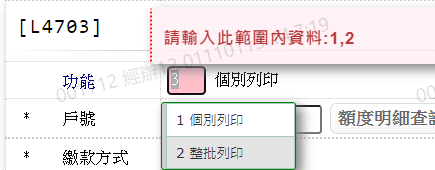 [L4703]
請輸入此範圍內資料:1,2
功能 3 個別列印
* 戶號
1 個別列印
額度明細查
* 繳款方式
2 整批列印